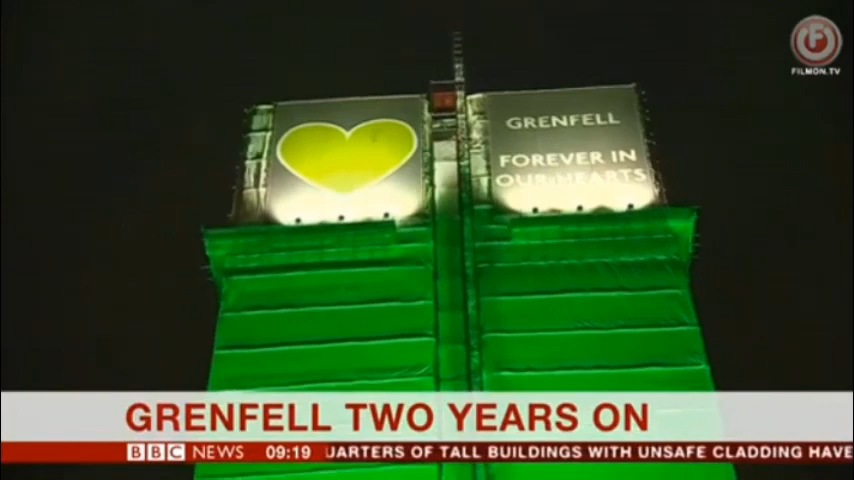 F
FILMON.TV
GRENFELL
FOREVER IN
OUR HEARTS
GRENFELL TWO YEARS ON
BBC NEWS 09:19 UARTERS OF TALL BUILDINGS WITH UNSAFE CLADDING HAVE